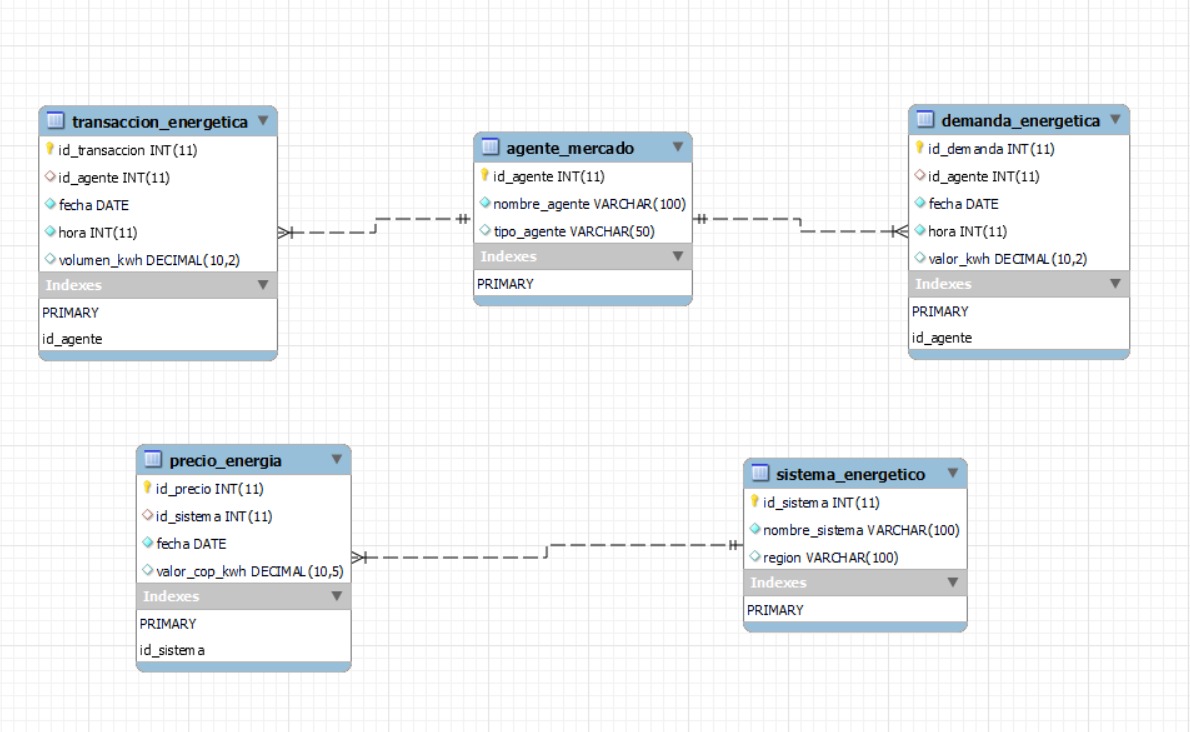 transaccion_energetica
id_transaccion INT(11)
id_agente INT(11)
fecha DATE
hora INT(11)
volumen_kwh DECIMAL(10,2)
Indexes
PRIMARY
id_agente
agente_mercado
id_agente INT(11)
nombre_agente VARCHAR(100)
tipo_agente VARCHAR(50)
Indexes
PRIMARY
demanda_energetica
id_demanda INT(11)
id_agente INT(11)
fecha DATE
hora INT(11)
valor_kwh DECIMAL(10,2)
Indexes
PRIMARY
id_agente
precio_energia
id_precio INT(11)
id_sistema INT(11)
fecha DATE
valor_cop_kwh DECIMAL(10,5)
Indexes
PRIMARY
id_sistema
sistema_energetico
id_sistema INT(11)
nombre_sistema VARCHAR(100)
region VARCHAR(100)
Indexes
PRIMARY